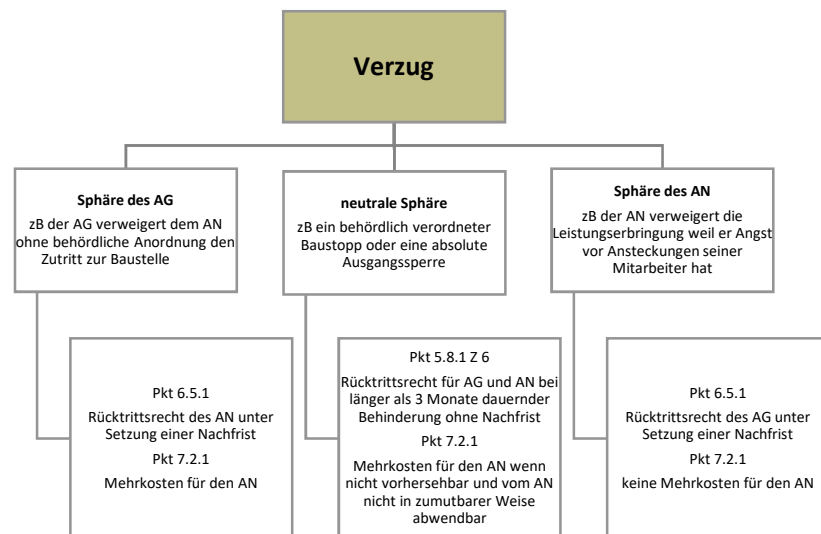 Verzug
Sphäre des AG
zB der AG verweigert dem AN
ohne behördliche Anordnung den
Zutritt zur Baustelle
neutrale Sphäre
zB ein behördlich verordneter
Baustopp oder eine absolute
Ausgangssperre
Sphäre des AN
zB der AN verweigert die
Leistungserbringung weil er Angst
vor Ansteckungen seiner
Mitarbeiter hat
Pkt 6.5.1
Rücktrittsrecht des AN unter
Setzung einer Nachfrist
Pkt 7.2.1
Mehrkosten für den AN
Pkt 5.8.1 Z 6
Rücktrittsrecht für AG und AN bei
länger als 3 Monate dauernder
Behinderung ohne Nachfrist
Pkt 7.2.1
Mehrkosten für den AN wenn
nicht vorhersehbar und vom AN
nicht in zumutbarer Weise
abwendbar
Pkt 6.5.1
Rücktrittsrecht des AG unter
Setzung einer Nachfrist
Pkt 7.2.1
keine Mehrkosten für den AN